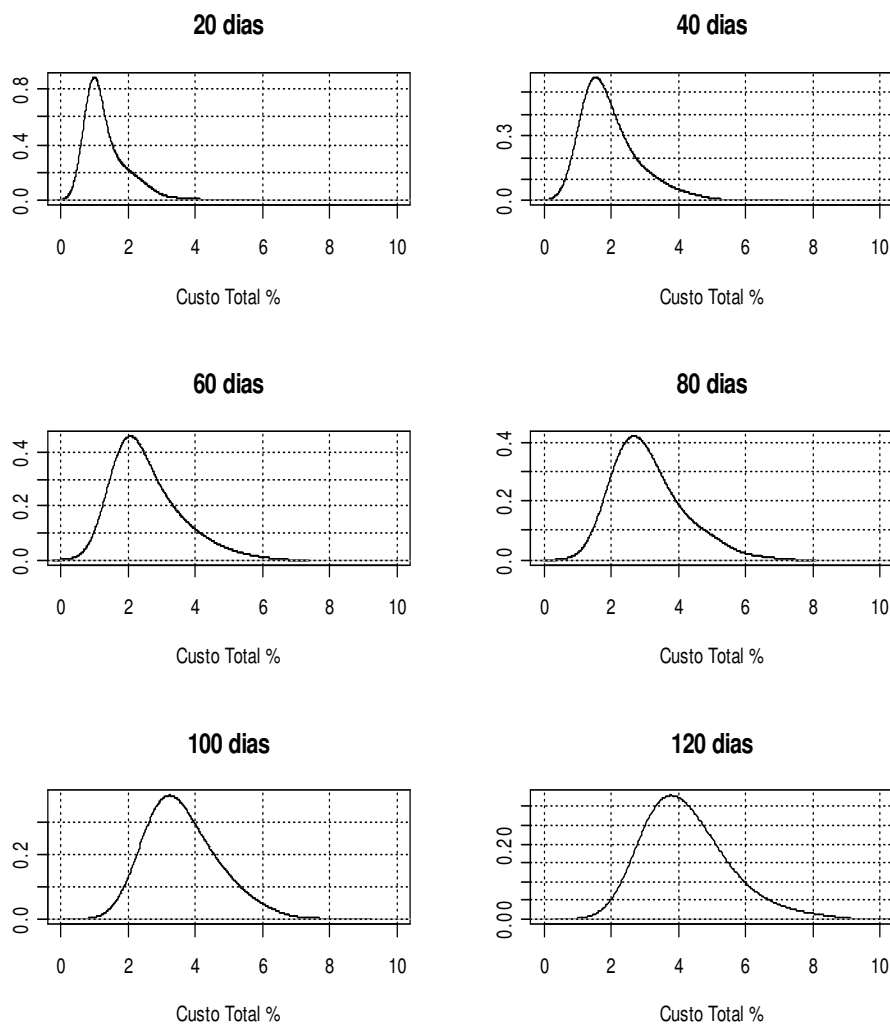 20 dias
0.0 0.4 0.8
0 2 4 6 8 10
Custo Total %
40 dias
0.0 0.3
0 2 4 6 8 10
Custo Total %
60 dias
0.0 0.2 0.4
0 2 4 6 8 10
Custo Total %
80 dias
0.0 0.2 0.4
0 2 4 6 8 10
Custo Total %
100 dias
0.0 0.2
0 2 4 6 8 10
Custo Total %
120 dias
0.00 0.20
0 2 4 6 8 10
Custo Total %